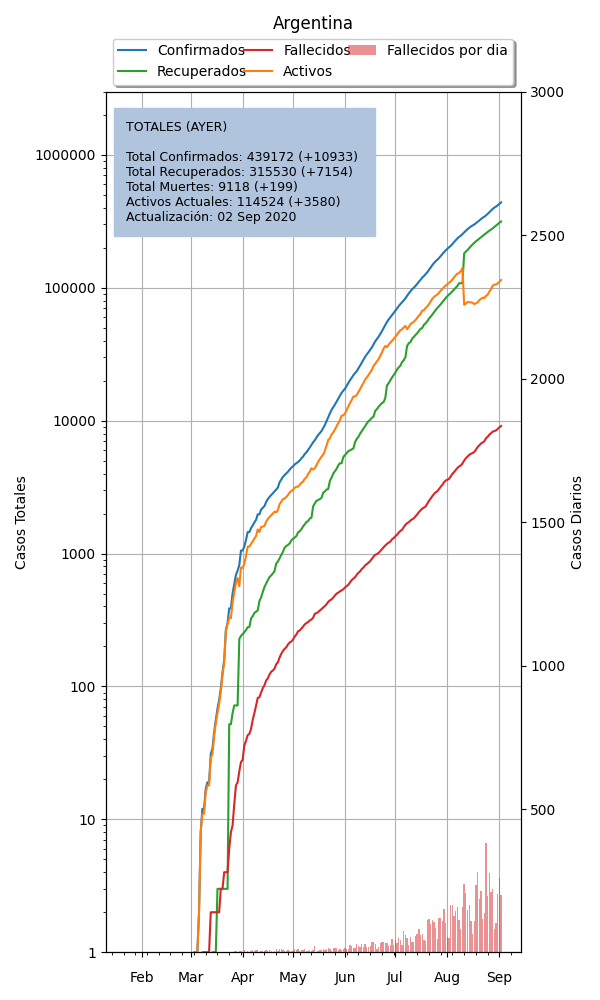 Argentina
Confirmados Fallecidos Fallecidos por dia
Recuperados Activos
TOTALES (AYER)
Total Confirmados: 439172 (+10933)
Total Recuperados: 315530 (+7154)
Total Muertes: 9118 (+199)
Activos Actuales: 114524 (+3580)
Actualización: 02 Sep 2020
Casos Totales
1000000
100000
10000
1000
100
10
1
Casos Diarios
3000
2500
2000
1500
1000
500
Feb Mar Apr May Jun Jul Aug Sep